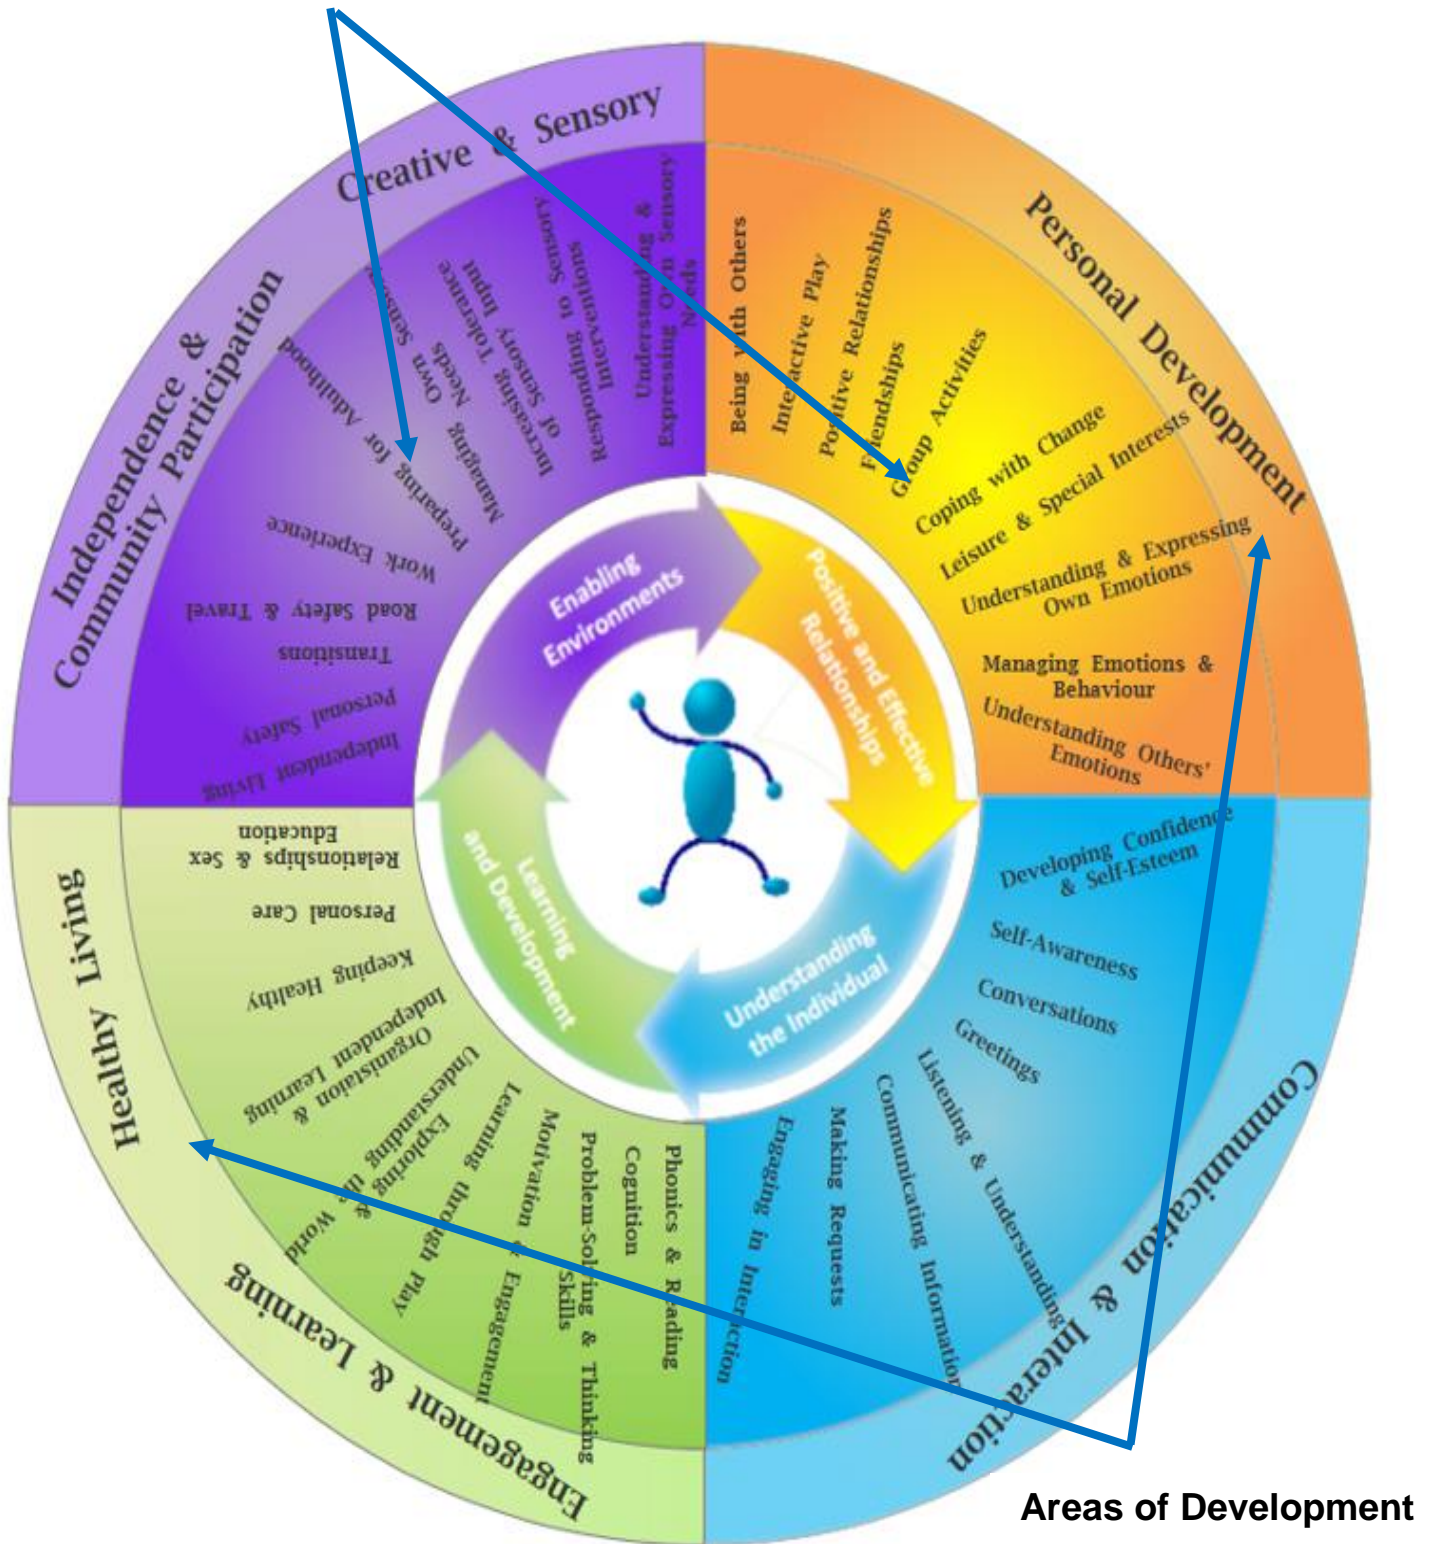 Creative & Sensory
Understanding &
Expressing Own Sensory
Needs
Responding to Sensory
Interventions
Increasing Tolerance
of Sensory
Input
Managing Own Sensory
Needs
Independence &
Community Participation
Preparing for Adulthood
Work Experience
Road Safety & Travel
Transitions
Personal Safety
Independent Living
Personal Development
Being with Others
Interactive Play
Positive Relationships
Friendships
Group Activities
Coping with Change
Leisure & Special Interests
Understanding & Expressing
Own Emotions
Managing Emotions &
Behaviour
Understanding Others'
Emotions
Communication & Interaction
Developing Confidence
& Self-Esteem
Self-Awareness
Conversations
Greetings
Listening & Understanding
Communicating Information
Making Requests
Engaging in Interaction
Engagement & Learning
Phonics & Reading
Cognition
Problem-Solving & Thinking
Skills
Motivation & Engagement
Learning through Play
Exploring &
Understanding the World
Organistaion &
Independent Learning
Healthy Living
Keeping Healthy
Personal Care
Relationships & Sex
Education
Enabling
Environments
Positive and Effective
Relationships
Understanding
the Individual
Learning
and Development
Areas of Development